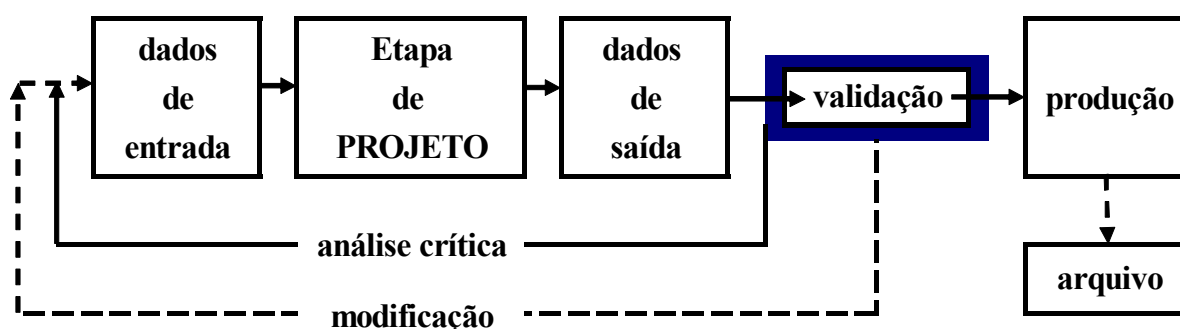 dados
de
entrada
Etapa
de
PROJETO
dados
de
saída
validação
produção
análise crítica
arquivo
modificação